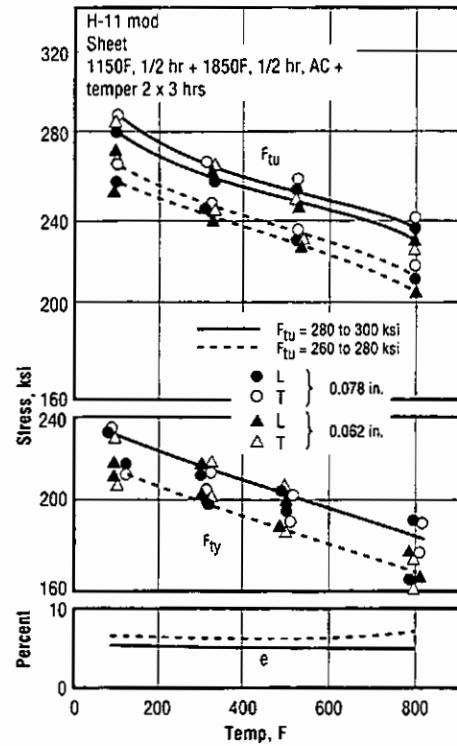 H-11 mod
Sheet
1150F, 1/2 hr + 1850F, 1/2 hr, AC +
temper 2 x 3 hrs
320
280
240
200
160
Ftu
Ftu = 280 to 300 ksi
Ftu = 260 to 280 ksi
L
T
} 0.078 in.
L
T
} 0.062 in.
Stress, ksi
240
200
160
Fty
Percent
10
0
e
0 200 400 600 800
Temp, F